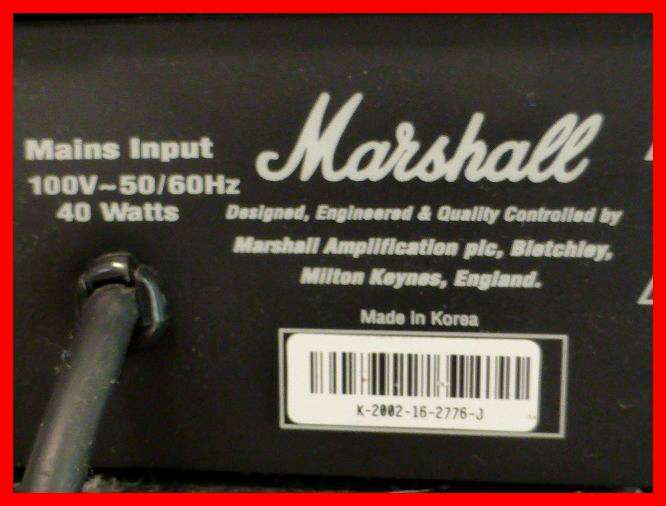 Marshall
Mains Input
100V~50/60Hz
40 Watts
Designed, Engineered & Quality Controlled by
Marshall Amplification plc, Bletchley,
Milton Keynes, England.
Made In Korea
K-2002-16-2776-J